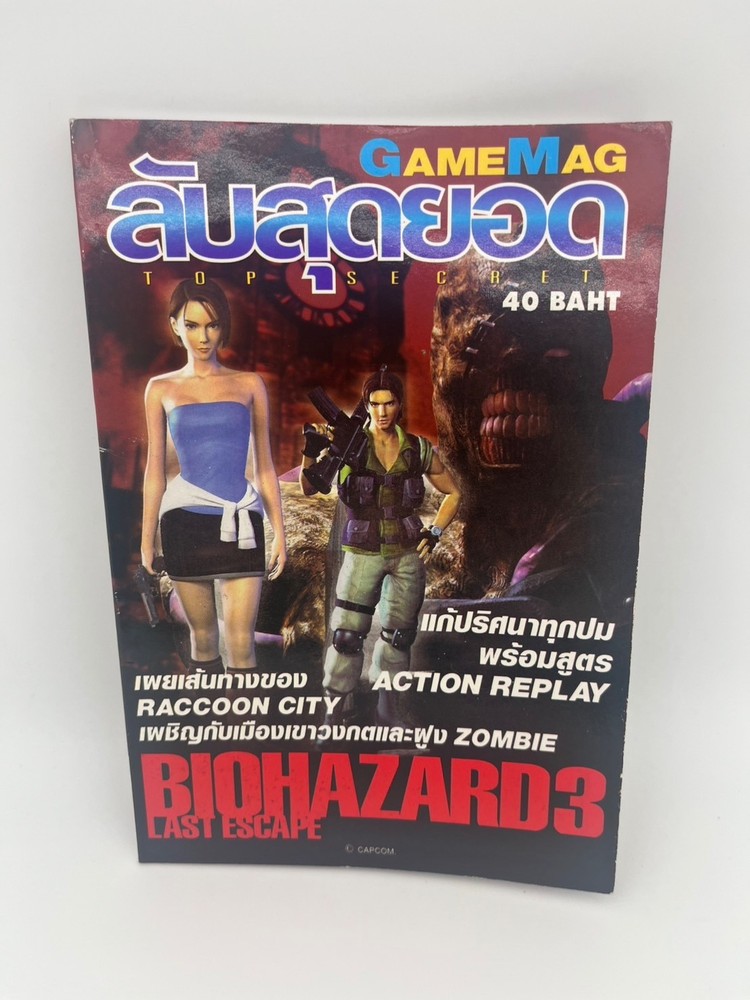 GAMEMAG
ลับสุดยอด
TOP SECRET
40 BAHT
แก้ปริศนาทุกปม
พร้อมสูตร
ACTION REPLAY
เผยเส้นทางของ
RACCOON CITY
เผชิญกับเมืองเขาวงกตและฝูง ZOMBIE
BIOHAZARD 3
LAST ESCAPE
© CAPCOM.